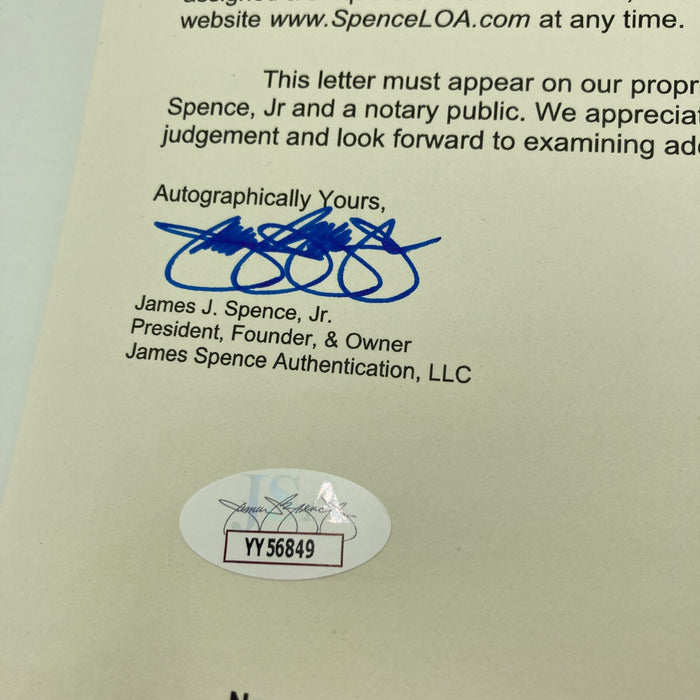 website www.SpenceLOA.com at any time.
This letter must appear on our propr
Spence, Jr and a notary public. We appreciat
judgement and look forward to examining ad
Autographically Yours,
James J. Spence, Jr.
President, Founder, & Owner
James Spence Authentication, LLC
JSA
YY56849